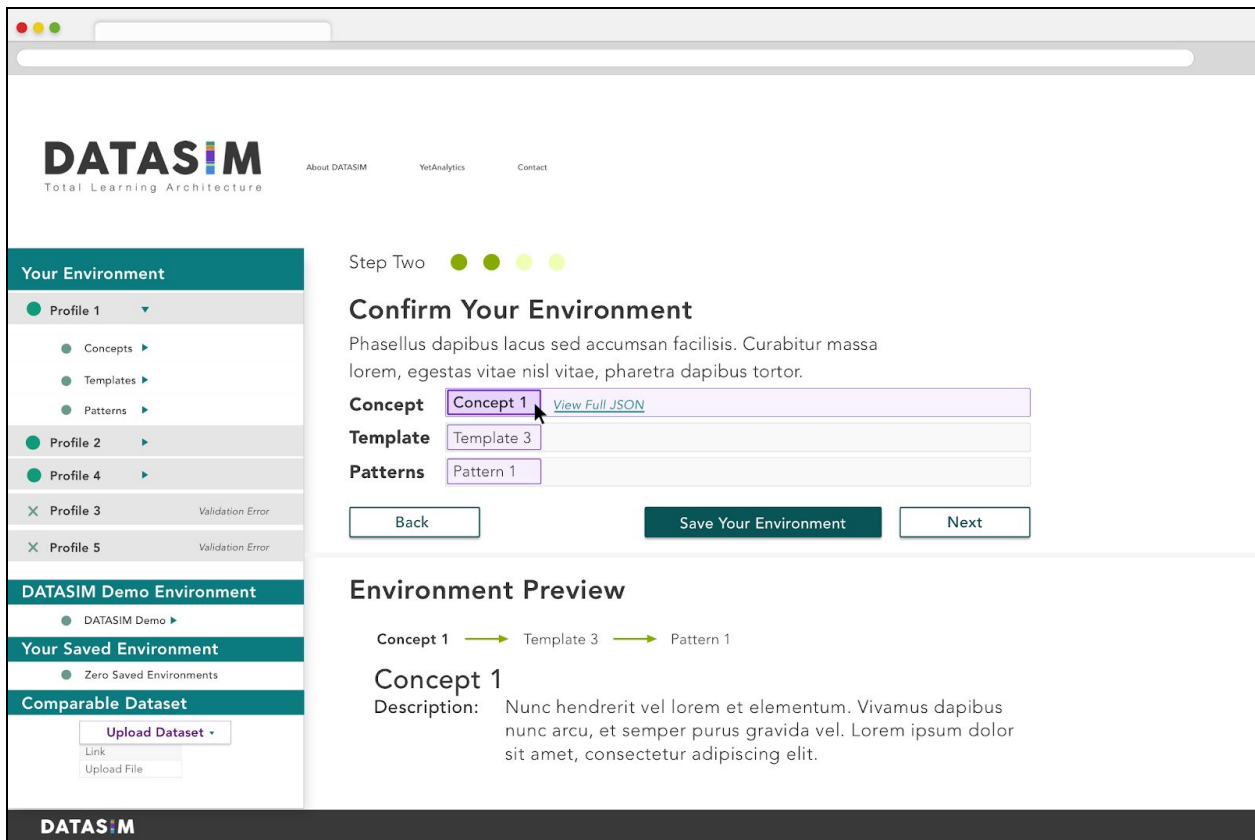 DATASIM
Total Learning Architecture
About DATASIM YetAnalytics Contact
Your Environment
Profile 1
Concepts
Templates
Patterns
Profile 2
Profile 4
Profile 3 Validation Error
Profile 5 Validation Error
DATASIM Demo Environment
DATASIM Demo
Your Saved Environment
Zero Saved Environments
Comparable Dataset
Upload Dataset
Link
Upload File
Step Two
Confirm Your Environment
Phasellus dapibus lacus sed accumsan facilisis. Curabitur massa
lorem, egestas vitae nisl vitae, pharetra dapibus tortor.
Concept Concept 1 View Full JSON
Template Template 3
Patterns Pattern 1
Back Save Your Environment Next
Environment Preview
Concept 1 Template 3 Pattern 1
Concept 1
Description: Nunc hendrerit vel lorem et elementum. Vivamus dapibus
nunc arcu, et semper purus gravida vel. Lorem ipsum dolor
sit amet, consectetur adipiscing elit.
DATASIM